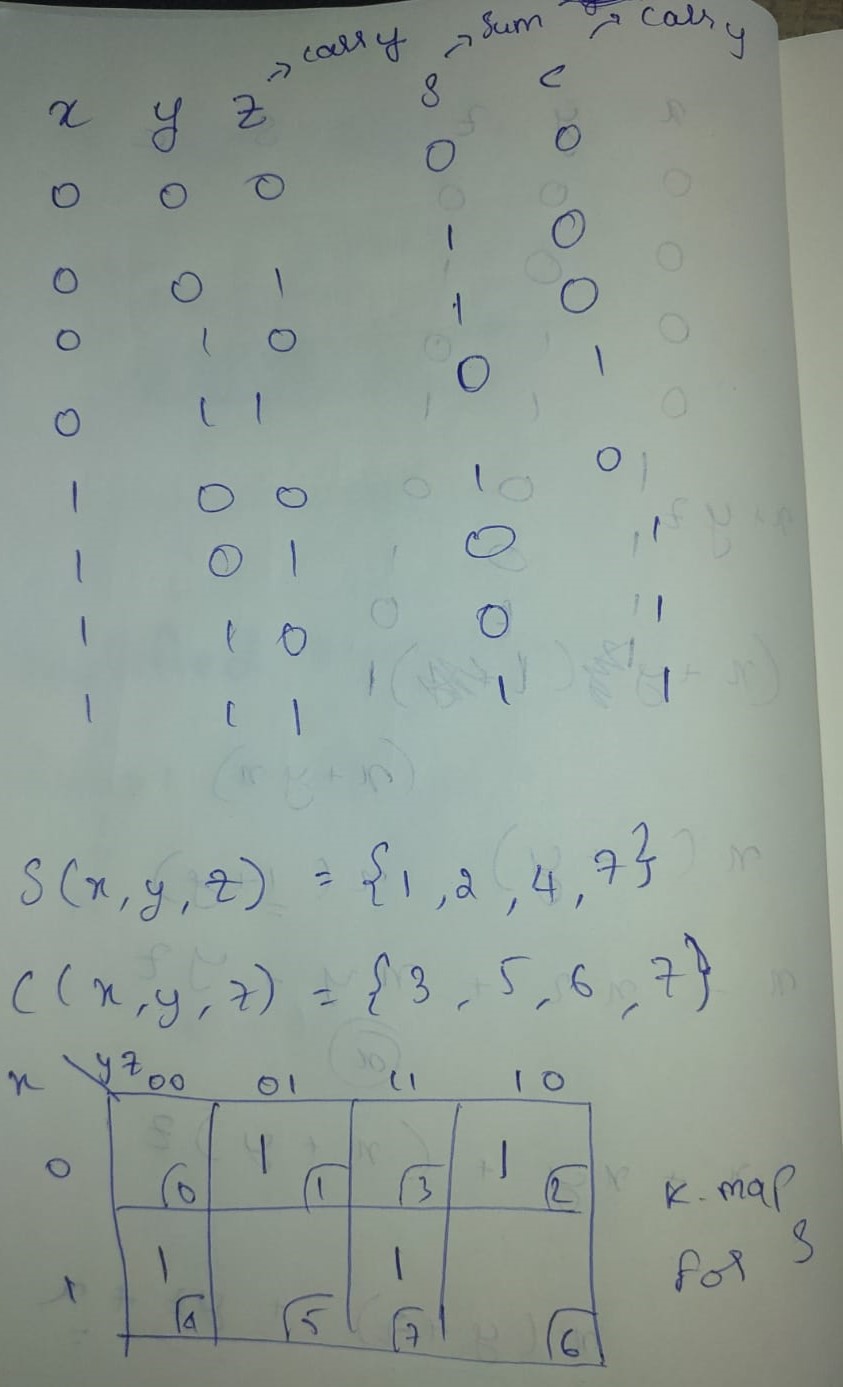 → carry → Sum → carry
x y z S C
0 0 0 0 0
0 0 1 1 0
0 1 0 1 0
0 1 1 0 1
1 0 0 1 0
1 0 1 0 1
1 1 0 0 1
1 1 1 1 1
S(x, y, z) = {1, 2, 4, 7}
C(x, y, z) = {3, 5, 6, 7}
x \ yz 00 01 11 10
0 0 1 1 3 1 2
1 1 4 5 1 7 6
K-map
for S